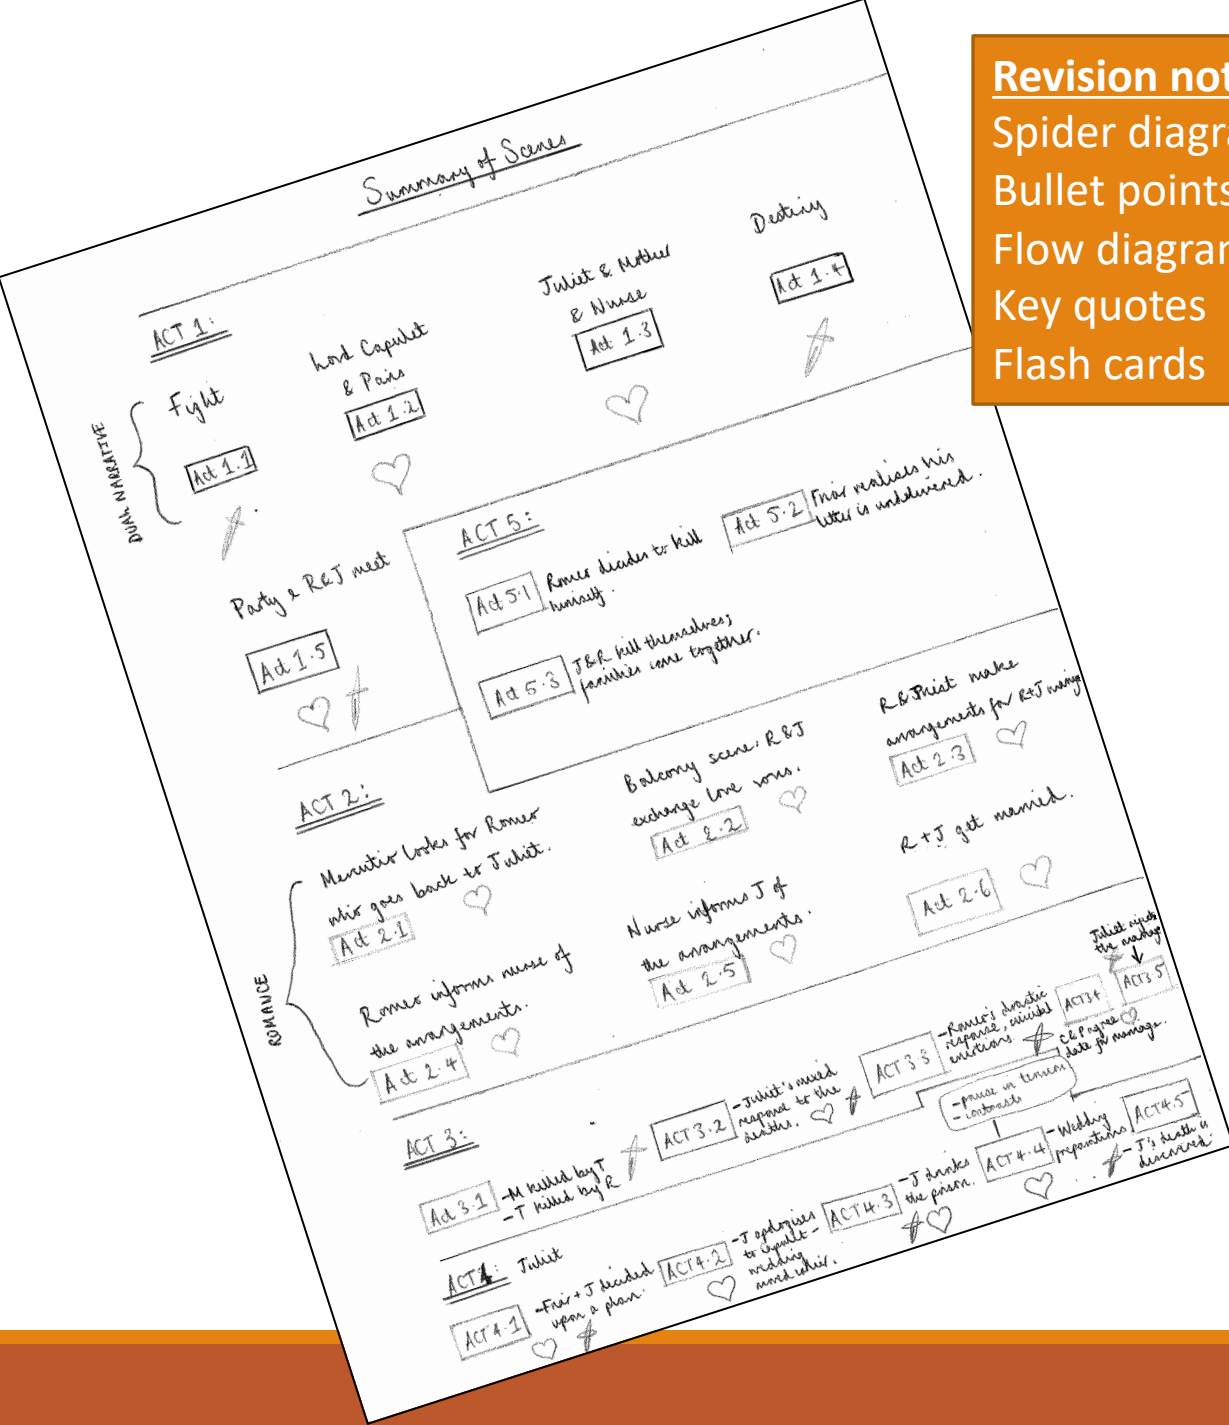 Revision not
Spider diagra
Bullet points
Flow diagram
Key quotes
Flash cards
Summary of Scenes
ACT 1:
DUAL NARRATIVE
Fight
Act 1.1
Lord Capulet
& Paris
Act 1.2
Juliet & Mother
& Nurse
Act 1.3
Destiny
Act 1.4
Party & R&J meet
Act 1.5
ACT 5:
Act 5.1
Romeo decides to kill
himself.
Act 5.2
Friar realises his
letter is undelivered.
Act 5.3
J&R kill themselves;
families come together.
ACT 2:
ROMANCE
Mercutio looks for Romeo
who goes back to Juliet.
Act 2.1
Balcony scene: R&J
exchange love vows.
Act 2.2
R & Priest make
arrangements for R+J marriage
Act 2.3
Romeo informs nurse of
the arrangements.
Act 2.4
Nurse informs J of
the arrangements.
Act 2.5
R + J get married.
Act 2.6
ACT 3:
Act 3.1
- M killed by T
- T killed by R
ACT 3.2
- Juliet's mixed
response to the
deaths.
ACT 3.3
- Romeo's drastic
response, suicidal
emotions.
ACT 3.4
C & P agree
date for marriage.
Juliet rejects
the marriage
ACT 3.5
- pause in tension
- contrasts
ACT 4: Juliet
ACT 4.1
- Friar + J decided
upon a plan.
ACT 4.2
- J apologises
to Capulet -
wedding
moved earlier.
ACT 4.3
- J drinks
the poison.
ACT 4.4
- Wedding
preparations
ACT 4.5
- J's death is
discovered.